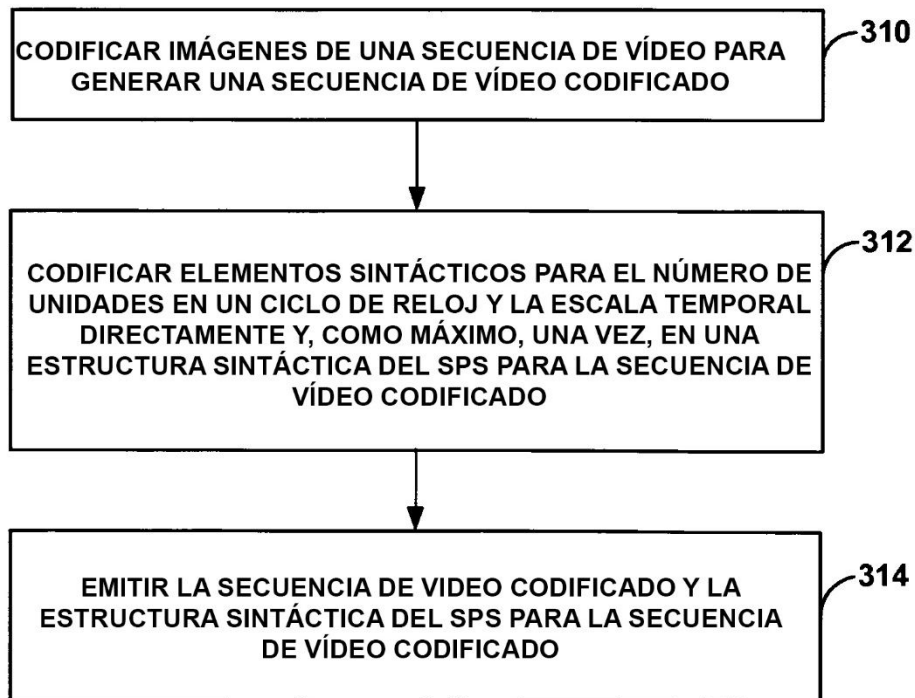 CODIFICAR IMÁGENES DE UNA SECUENCIA DE VÍDEO PARA
GENERAR UNA SECUENCIA DE VÍDEO CODIFICADO
310
CODIFICAR ELEMENTOS SINTÁCTICOS PARA EL NÚMERO DE
UNIDADES EN UN CICLO DE RELOJ Y LA ESCALA TEMPORAL
DIRECTAMENTE Y, COMO MÁXIMO, UNA VEZ, EN UNA
ESTRUCTURA SINTÁCTICA DEL SPS PARA LA SECUENCIA DE
VÍDEO CODIFICADO
312
EMITIR LA SECUENCIA DE VIDEO CODIFICADO Y LA
ESTRUCTURA SINTÁCTICA DEL SPS PARA LA SECUENCIA
DE VÍDEO CODIFICADO
314